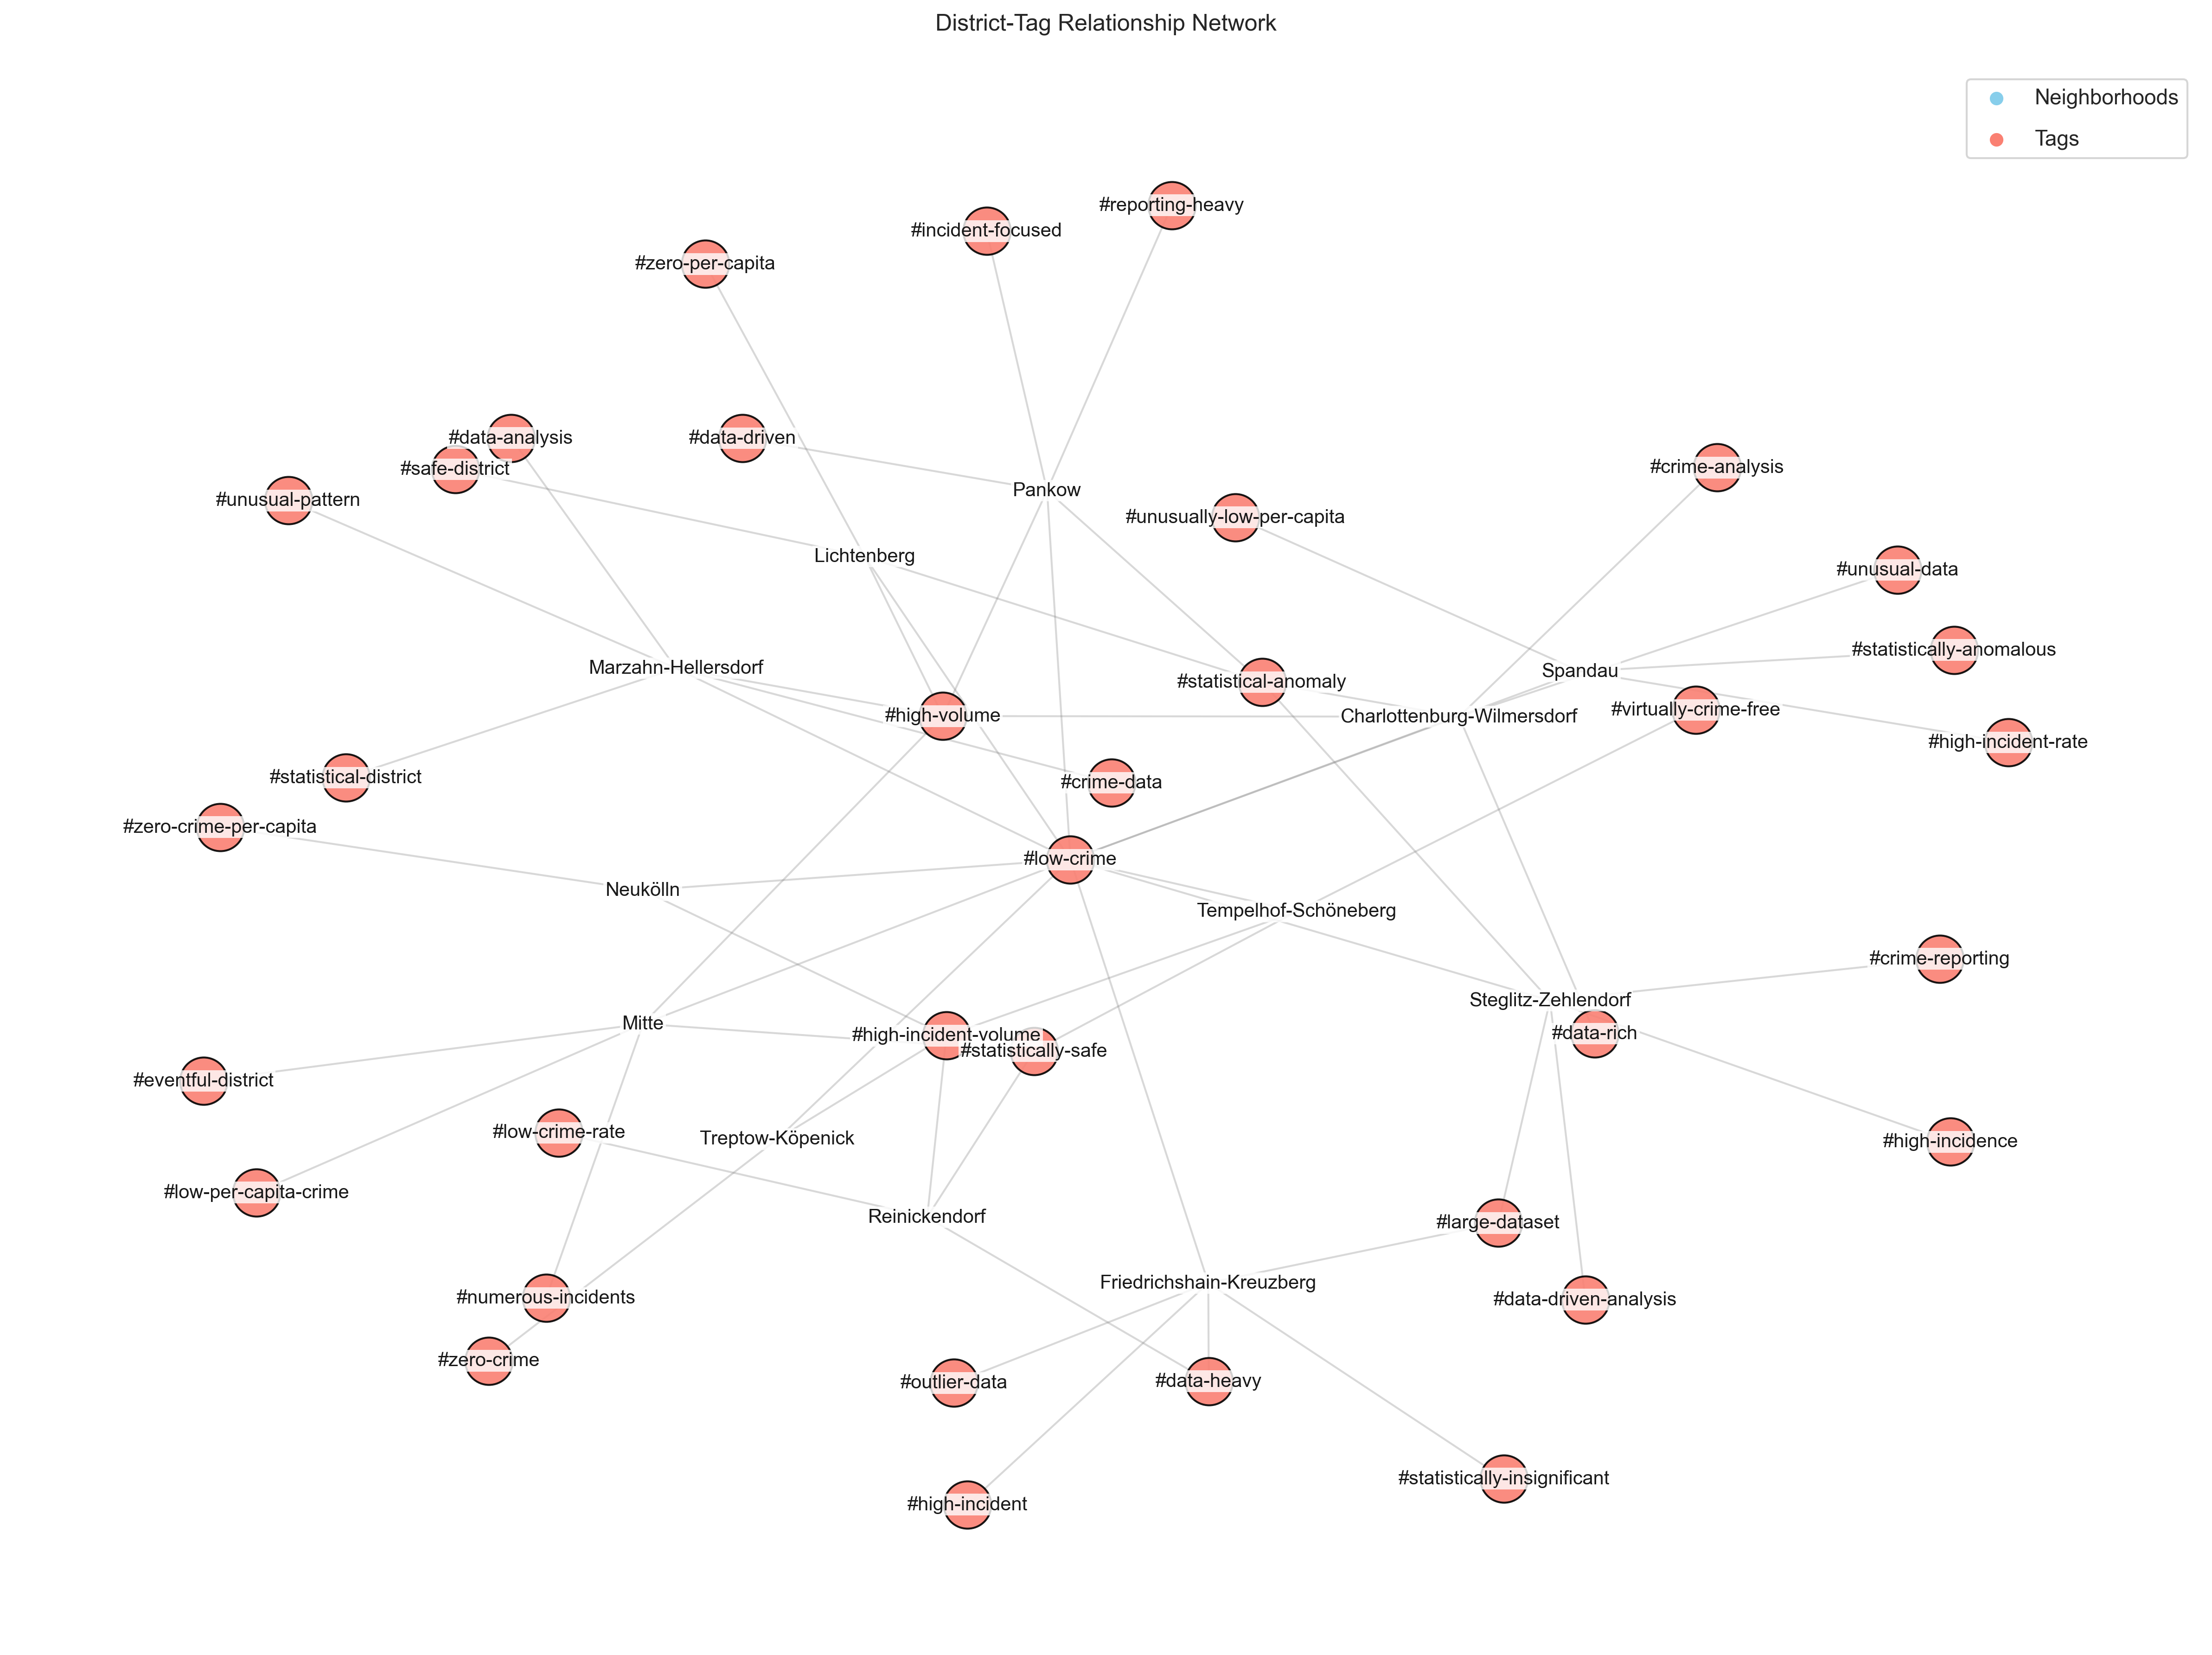 District-Tag Relationship Network
Neighborhoods
Tags
#reporting-heavy
#incident-focused
#zero-per-capita
#data-analysis
#data-driven
#safe-district
#crime-analysis
Pankow
#unusual-pattern
#unusually-low-per-capita
Lichtenberg
#unusual-data
#statistically-anomalous
Marzahn-Hellersdorf
Spandau
#statistical-anomaly
#virtually-crime-free
#high-volume
Charlottenburg-Wilmersdorf
#high-incident-rate
#statistical-district
#crime-data
#zero-crime-per-capita
#low-crime
Neukölln
Tempelhof-Schöneberg
#crime-reporting
Steglitz-Zehlendorf
Mitte
#high-incident-volume
#data-rich
#statistically-safe
#eventful-district
#low-crime-rate
Treptow-Köpenick
#high-incidence
#low-per-capita-crime
Reinickendorf
#large-dataset
Friedrichshain-Kreuzberg
#numerous-incidents
#data-driven-analysis
#zero-crime
#outlier-data
#data-heavy
#statistically-insignificant
#high-incident